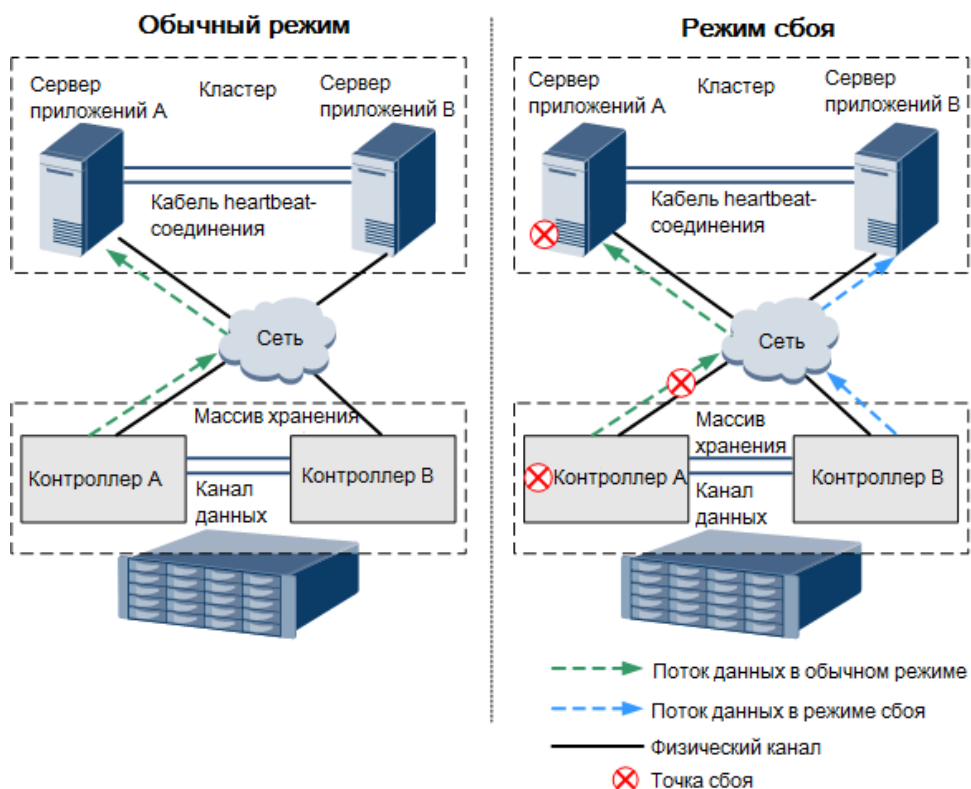 Обычный режим
Сервер
приложений А
Кластер
Сервер
приложений В
Кабель heartbeat-
соединения
Сеть
Массив хранения
Контроллер А
Канал
данных
Контроллер В
Режим сбоя
Сервер
приложений А
Кластер
Сервер
приложений В
Кабель heartbeat-
соединения
Сеть
Массив
хранения
Контроллер А
Канал
данных
Контроллер В
Поток данных в обычном режиме
Поток данных в режиме сбоя
Физический канал
Точка сбоя